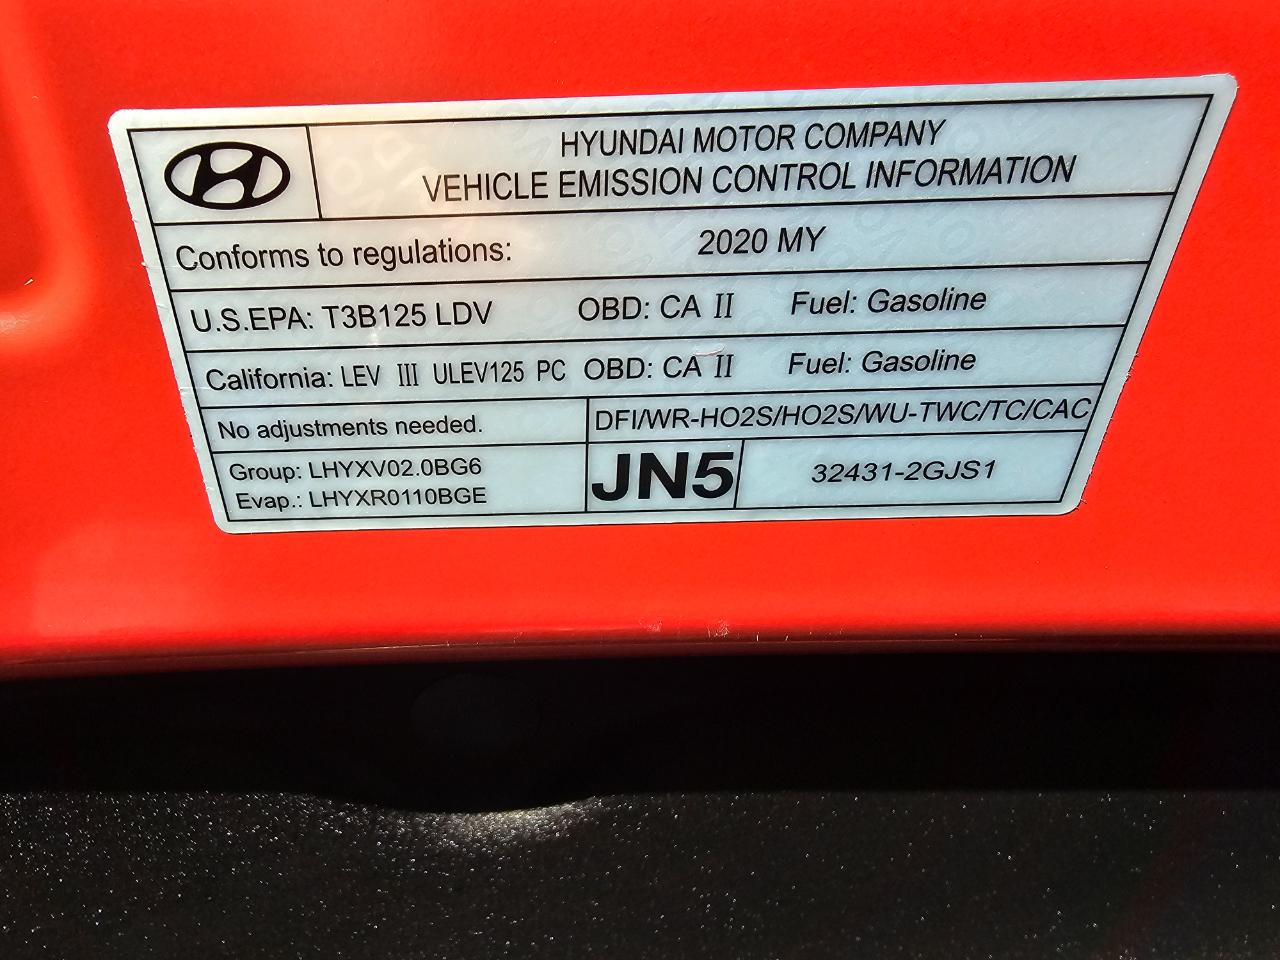 HYUNDAI MOTOR COMPANY
VEHICLE EMISSION CONTROL INFORMATION
Conforms to regulations: 2020 MY
U.S.EPA: T3B125 LDV OBD: CA II Fuel: Gasoline
California: LEV III ULEV125 PC OBD: CA II Fuel: Gasoline
No adjustments needed. DFI/WR-HO2S/HO2S/WU-TWC/TC/CAC
Group: LHYXV02.0BG6
Evap.: LHYXR0110BGE
JN5 32431-2GJS1